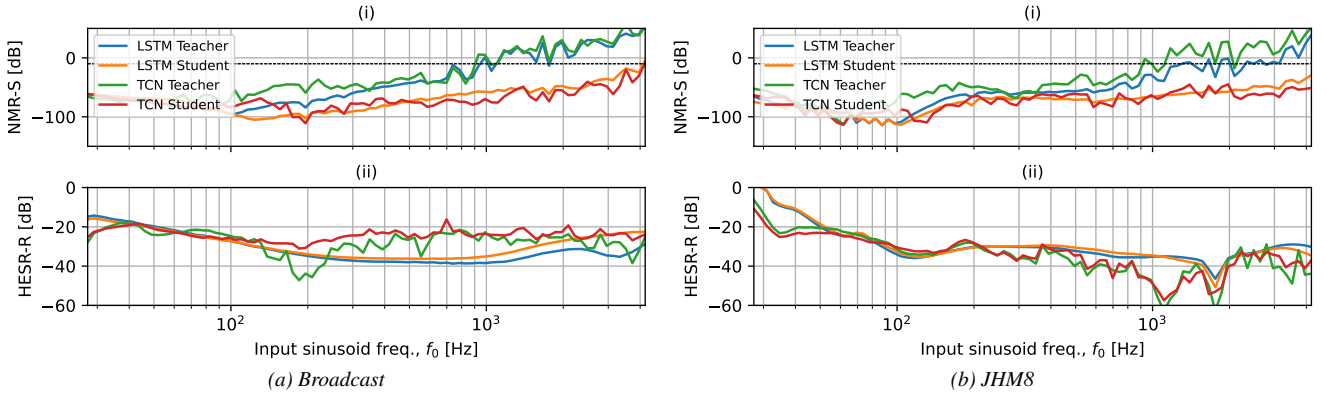 (i)
NMR-S [dB]
0
−100
LSTM Teacher
LSTM Student
TCN Teacher
TCN Student
(ii)
HESR-R [dB]
0
−20
−40
−60
10²
10³
Input sinusoid freq., f₀ [Hz]
(a) Broadcast
(i)
NMR-S [dB]
0
−100
LSTM Teacher
LSTM Student
TCN Teacher
TCN Student
(ii)
HESR-R [dB]
0
−20
−40
−60
10²
10³
Input sinusoid freq., f₀ [Hz]
(b) JHM8